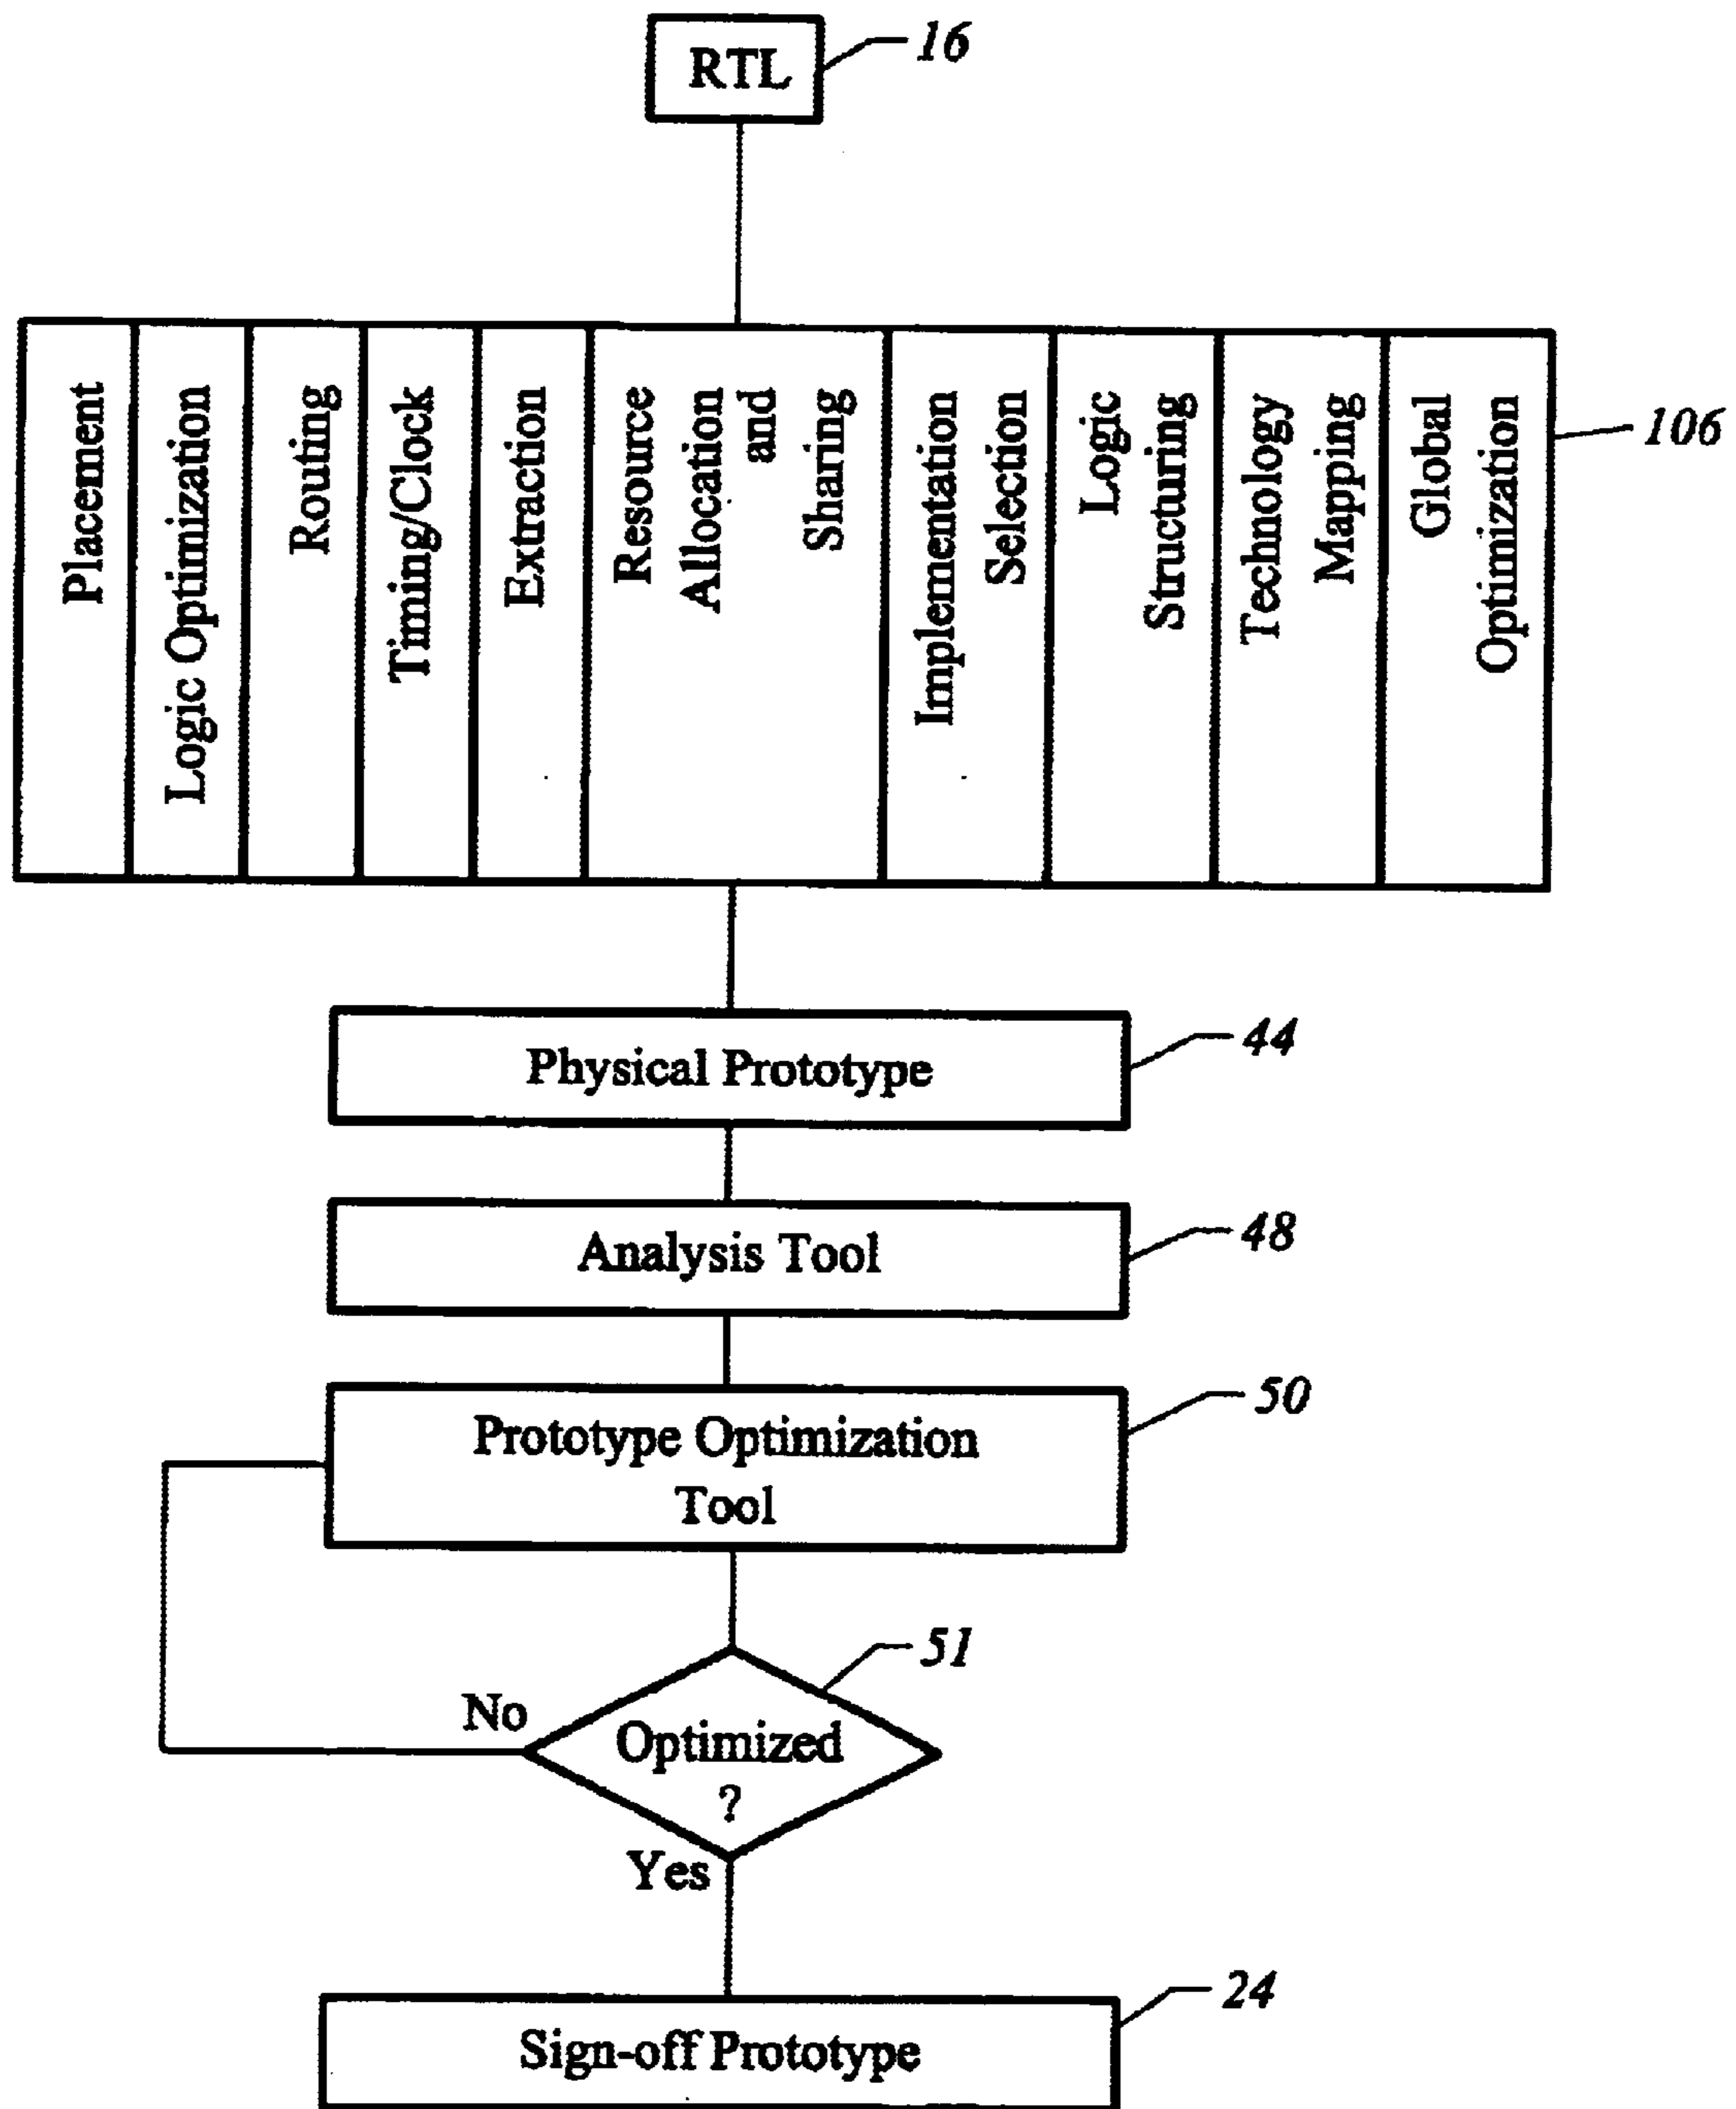 RTL
16
Placement
Logic Optimization
Routing
Timing/Clock
Extraction
Resource
Allocation
and
Sharing
Implementation
Selection
Logic
Structuring
Technology
Mapping
Global
Optimization
106
Physical Prototype
44
Analysis Tool
48
Prototype Optimization
Tool
50
51
No
Optimized
?
Yes
Sign-off Prototype
24